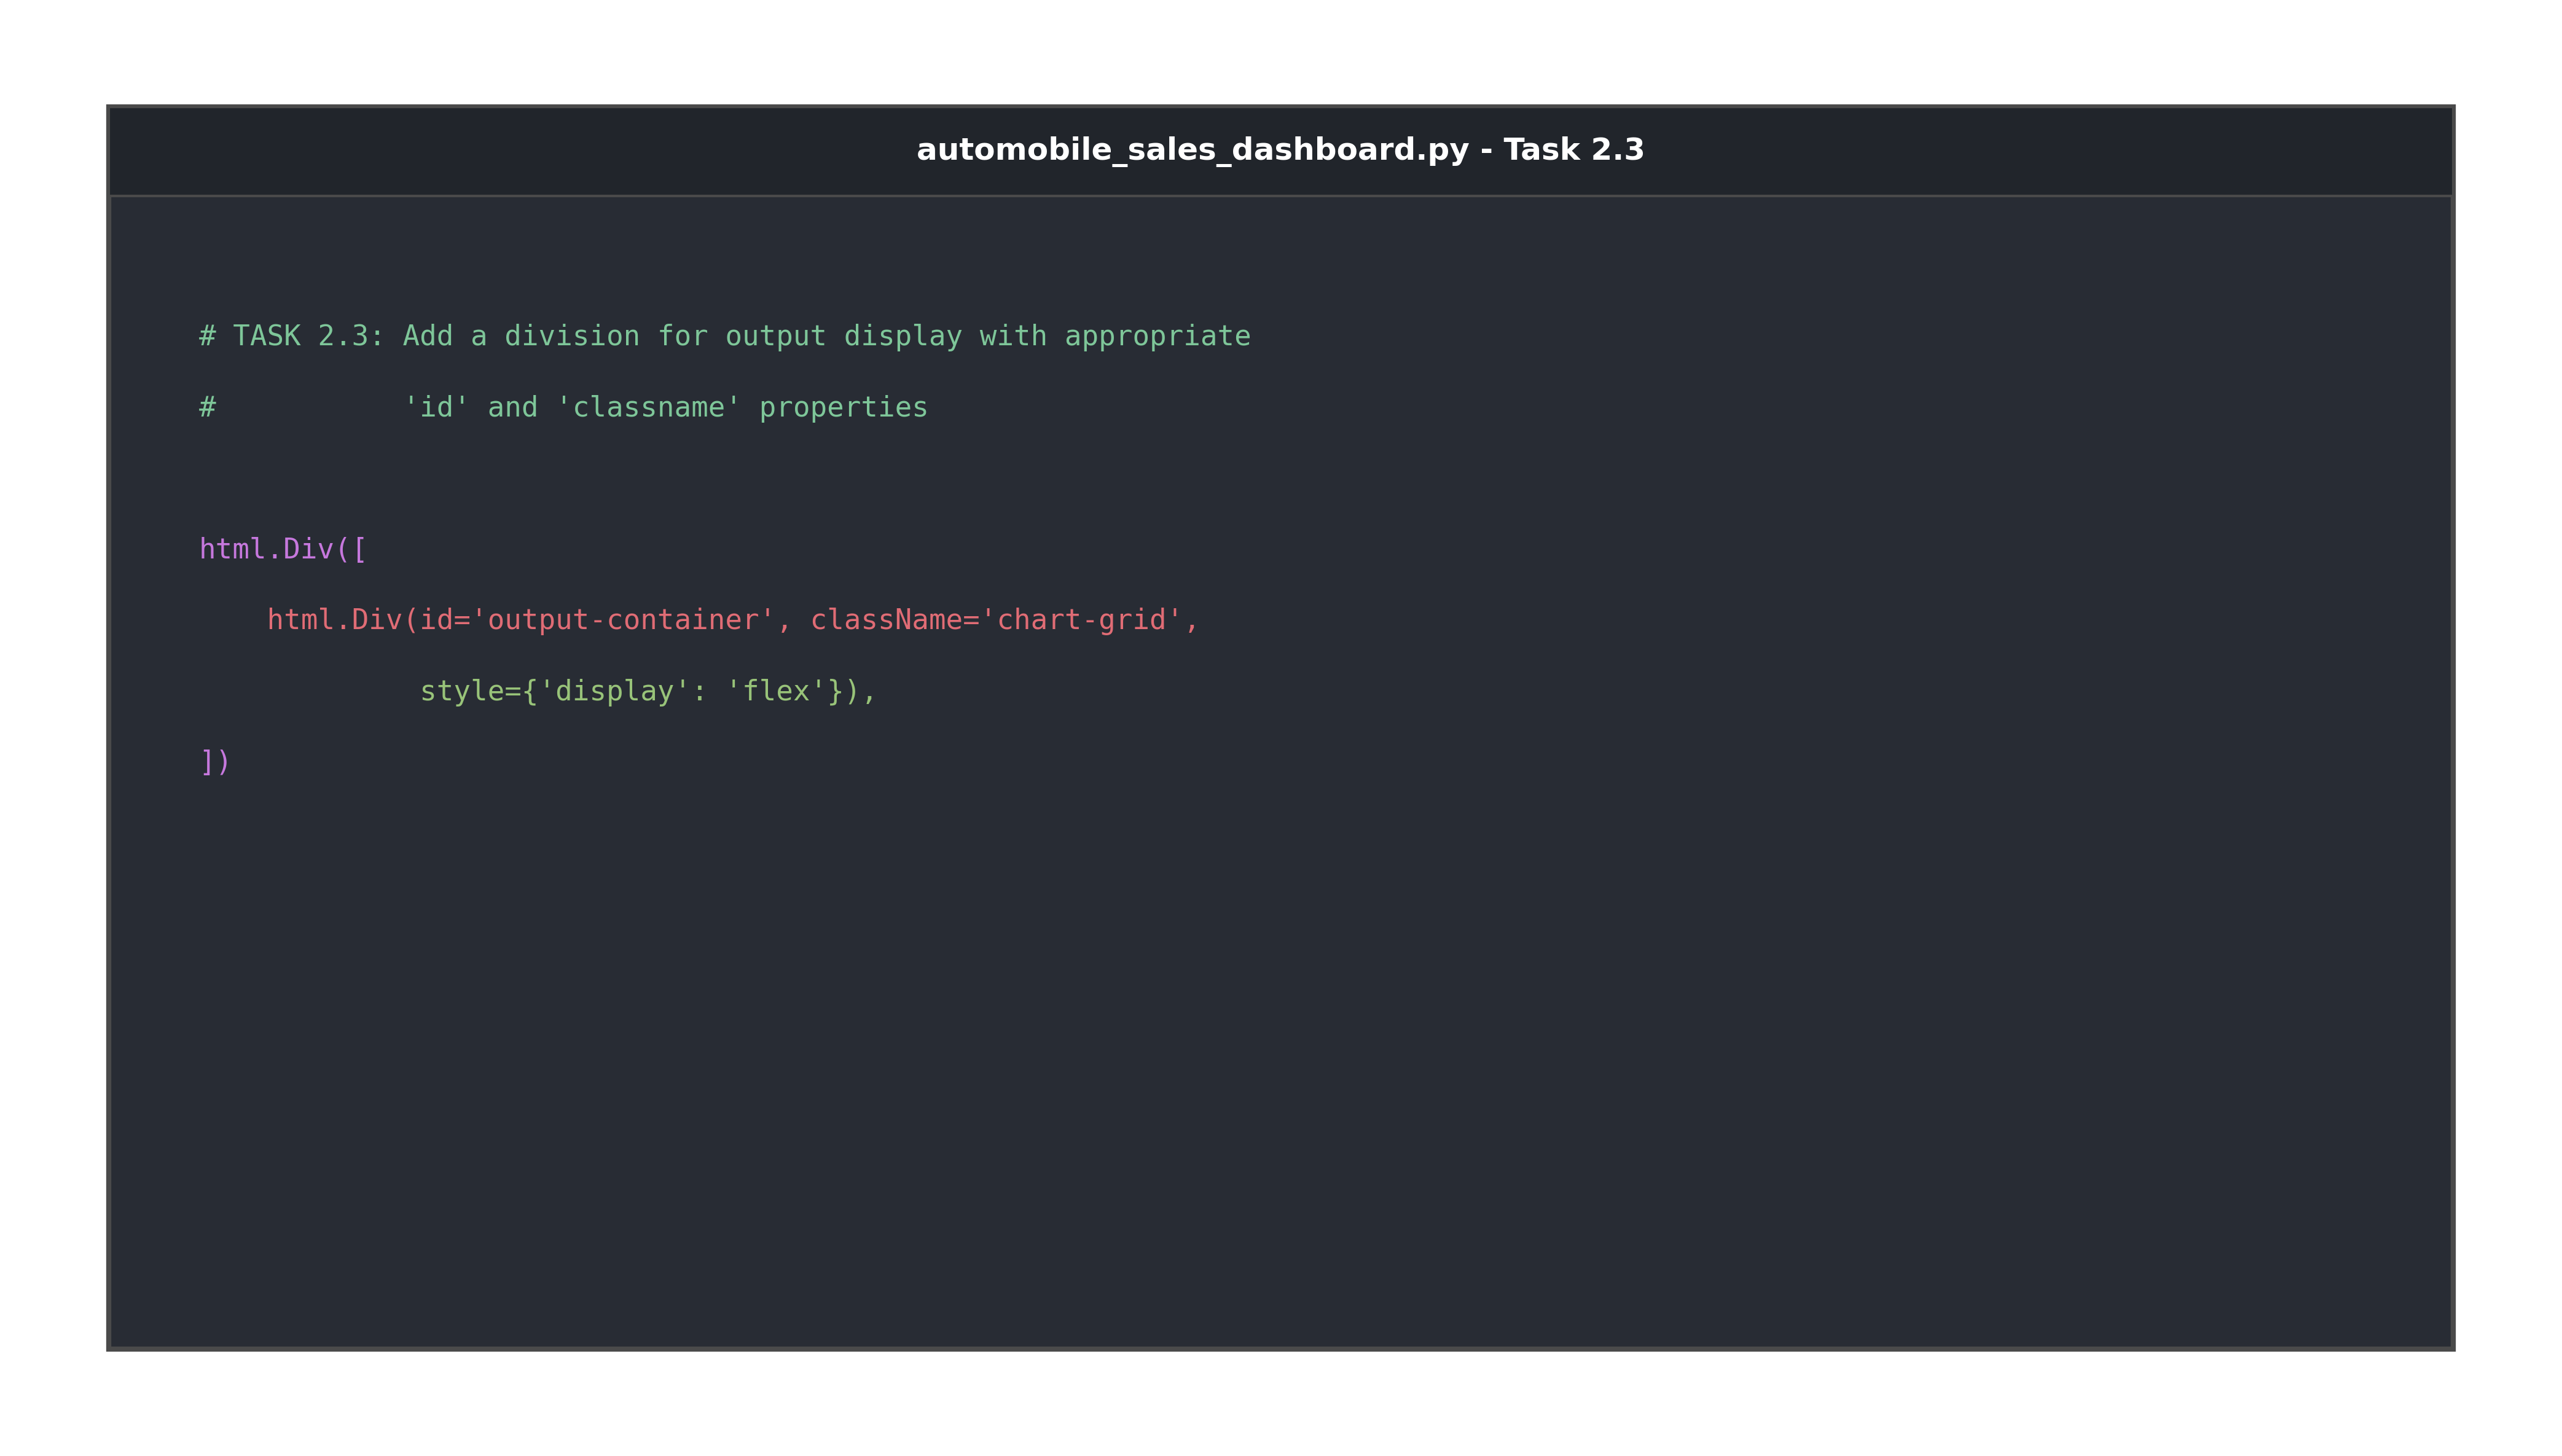 automobile_sales_dashboard.py - Task 2.3
# TASK 2.3: Add a division for output display with appropriate
#           'id' and 'classname' properties
html.Div([
    html.Div(id='output-container', className='chart-grid',
             style={'display': 'flex'}),
])